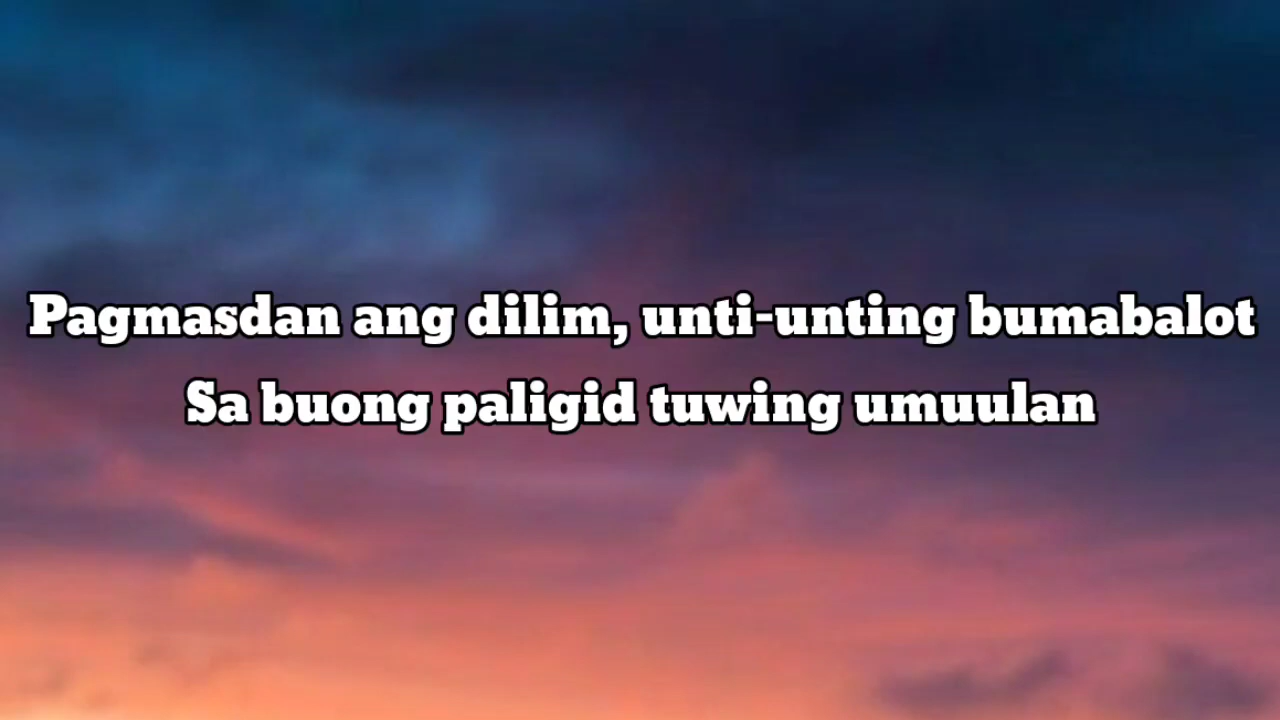 Pagmasdan ang dilim, unti-unting bumabalot
Sa buong paligid tuwing umuulan